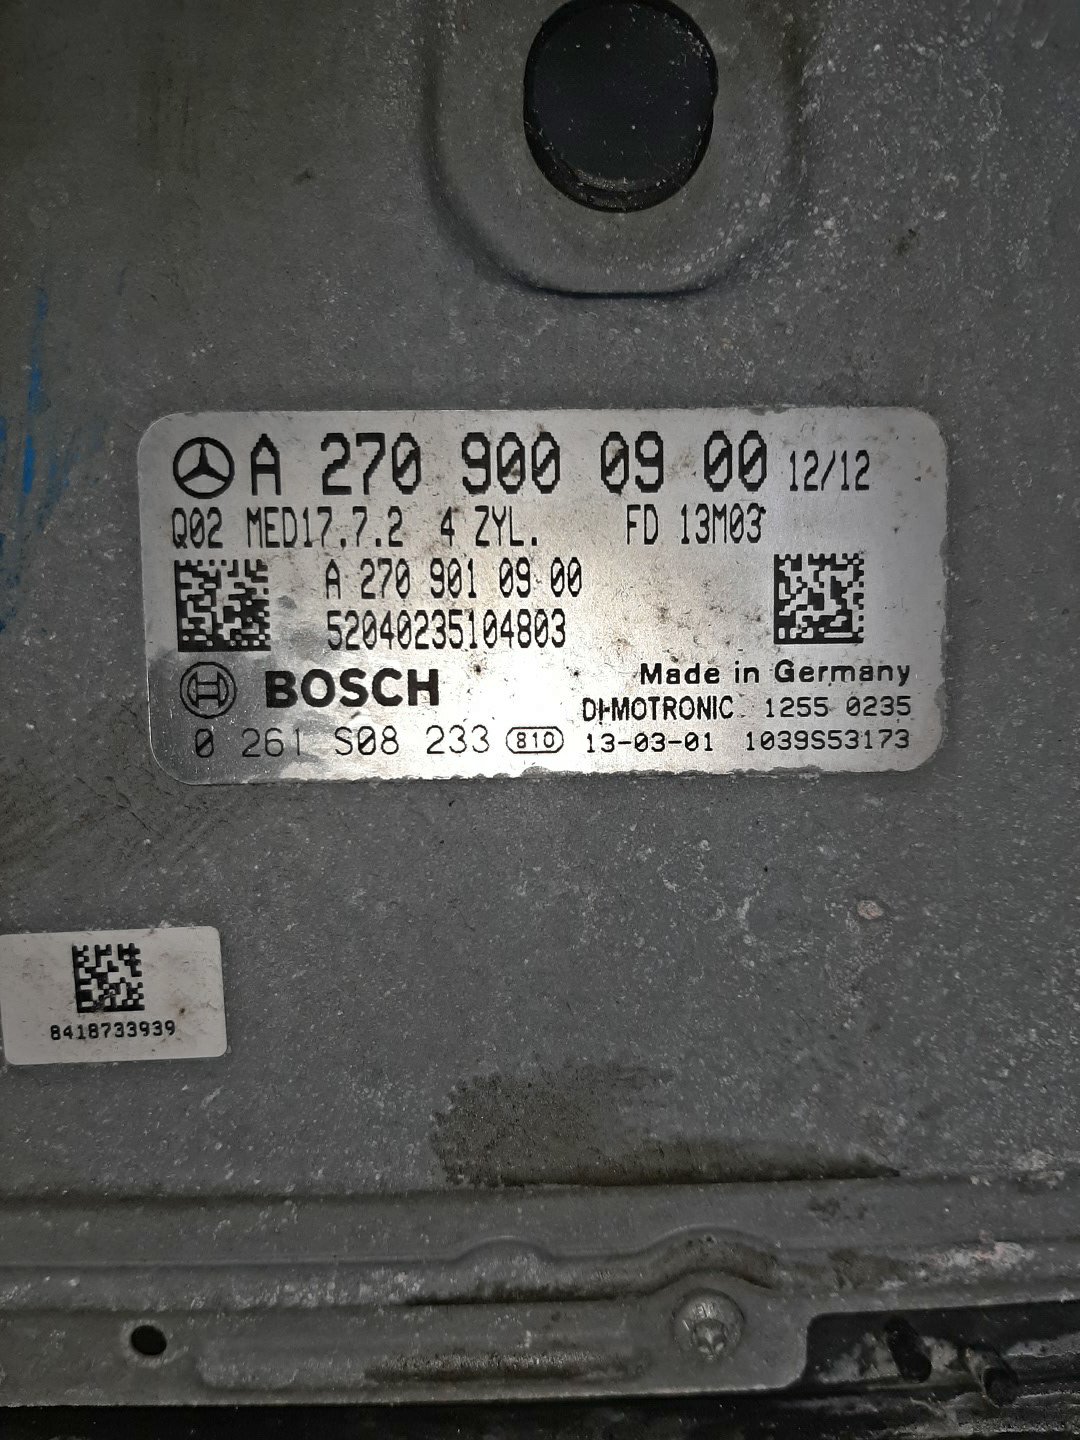 A 270 900 09 00 12/12
Q02 MED17.7.2 4 ZYL. FD 13M03
A 270 901 09 00
52040235104803
Made in Germany
BOSCH
DI-MOTRONIC 1255 0235
0 261 S08 233 810 13-03-01 1039S53173
8418733939